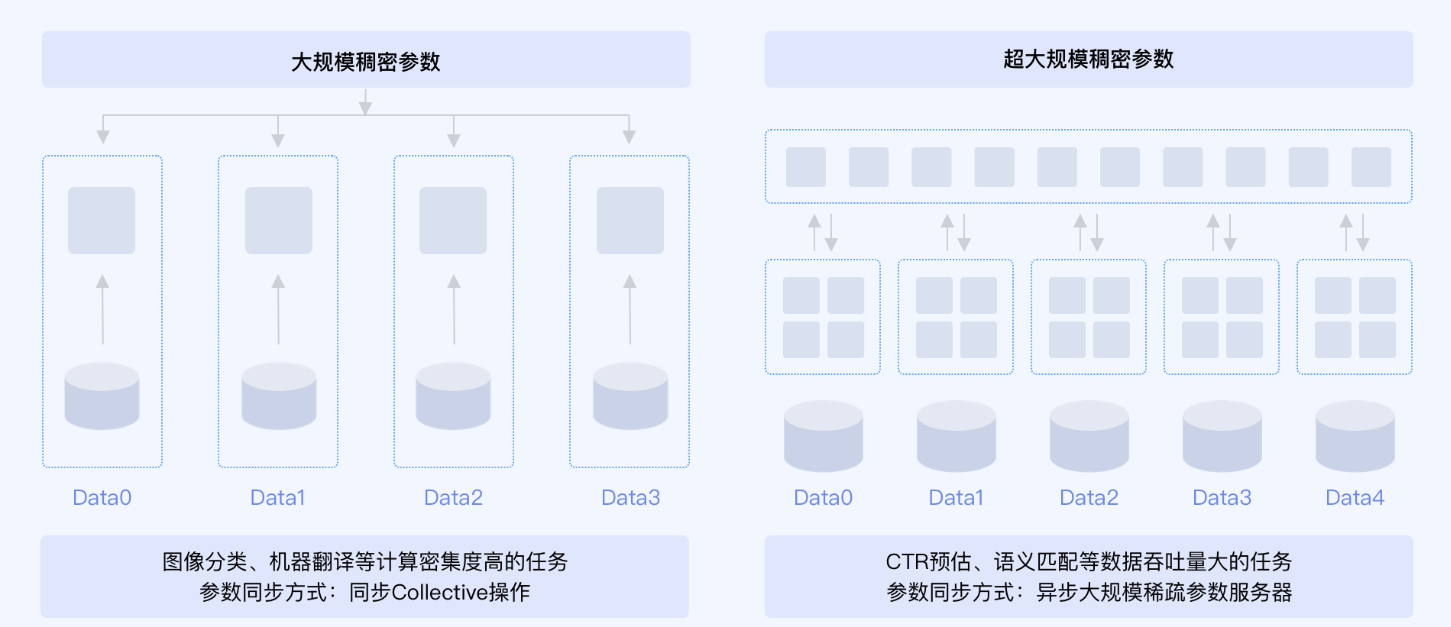 大规模稠密参数
Data0
Data1
Data2
Data3
图像分类、机器翻译等计算密集度高的任务
参数同步方式：同步Collective操作
超大规模稠密参数
Data0
Data1
Data2
Data3
Data4
CTR预估、语义匹配等数据吞吐量大的任务
参数同步方式：异步大规模稀疏参数服务器